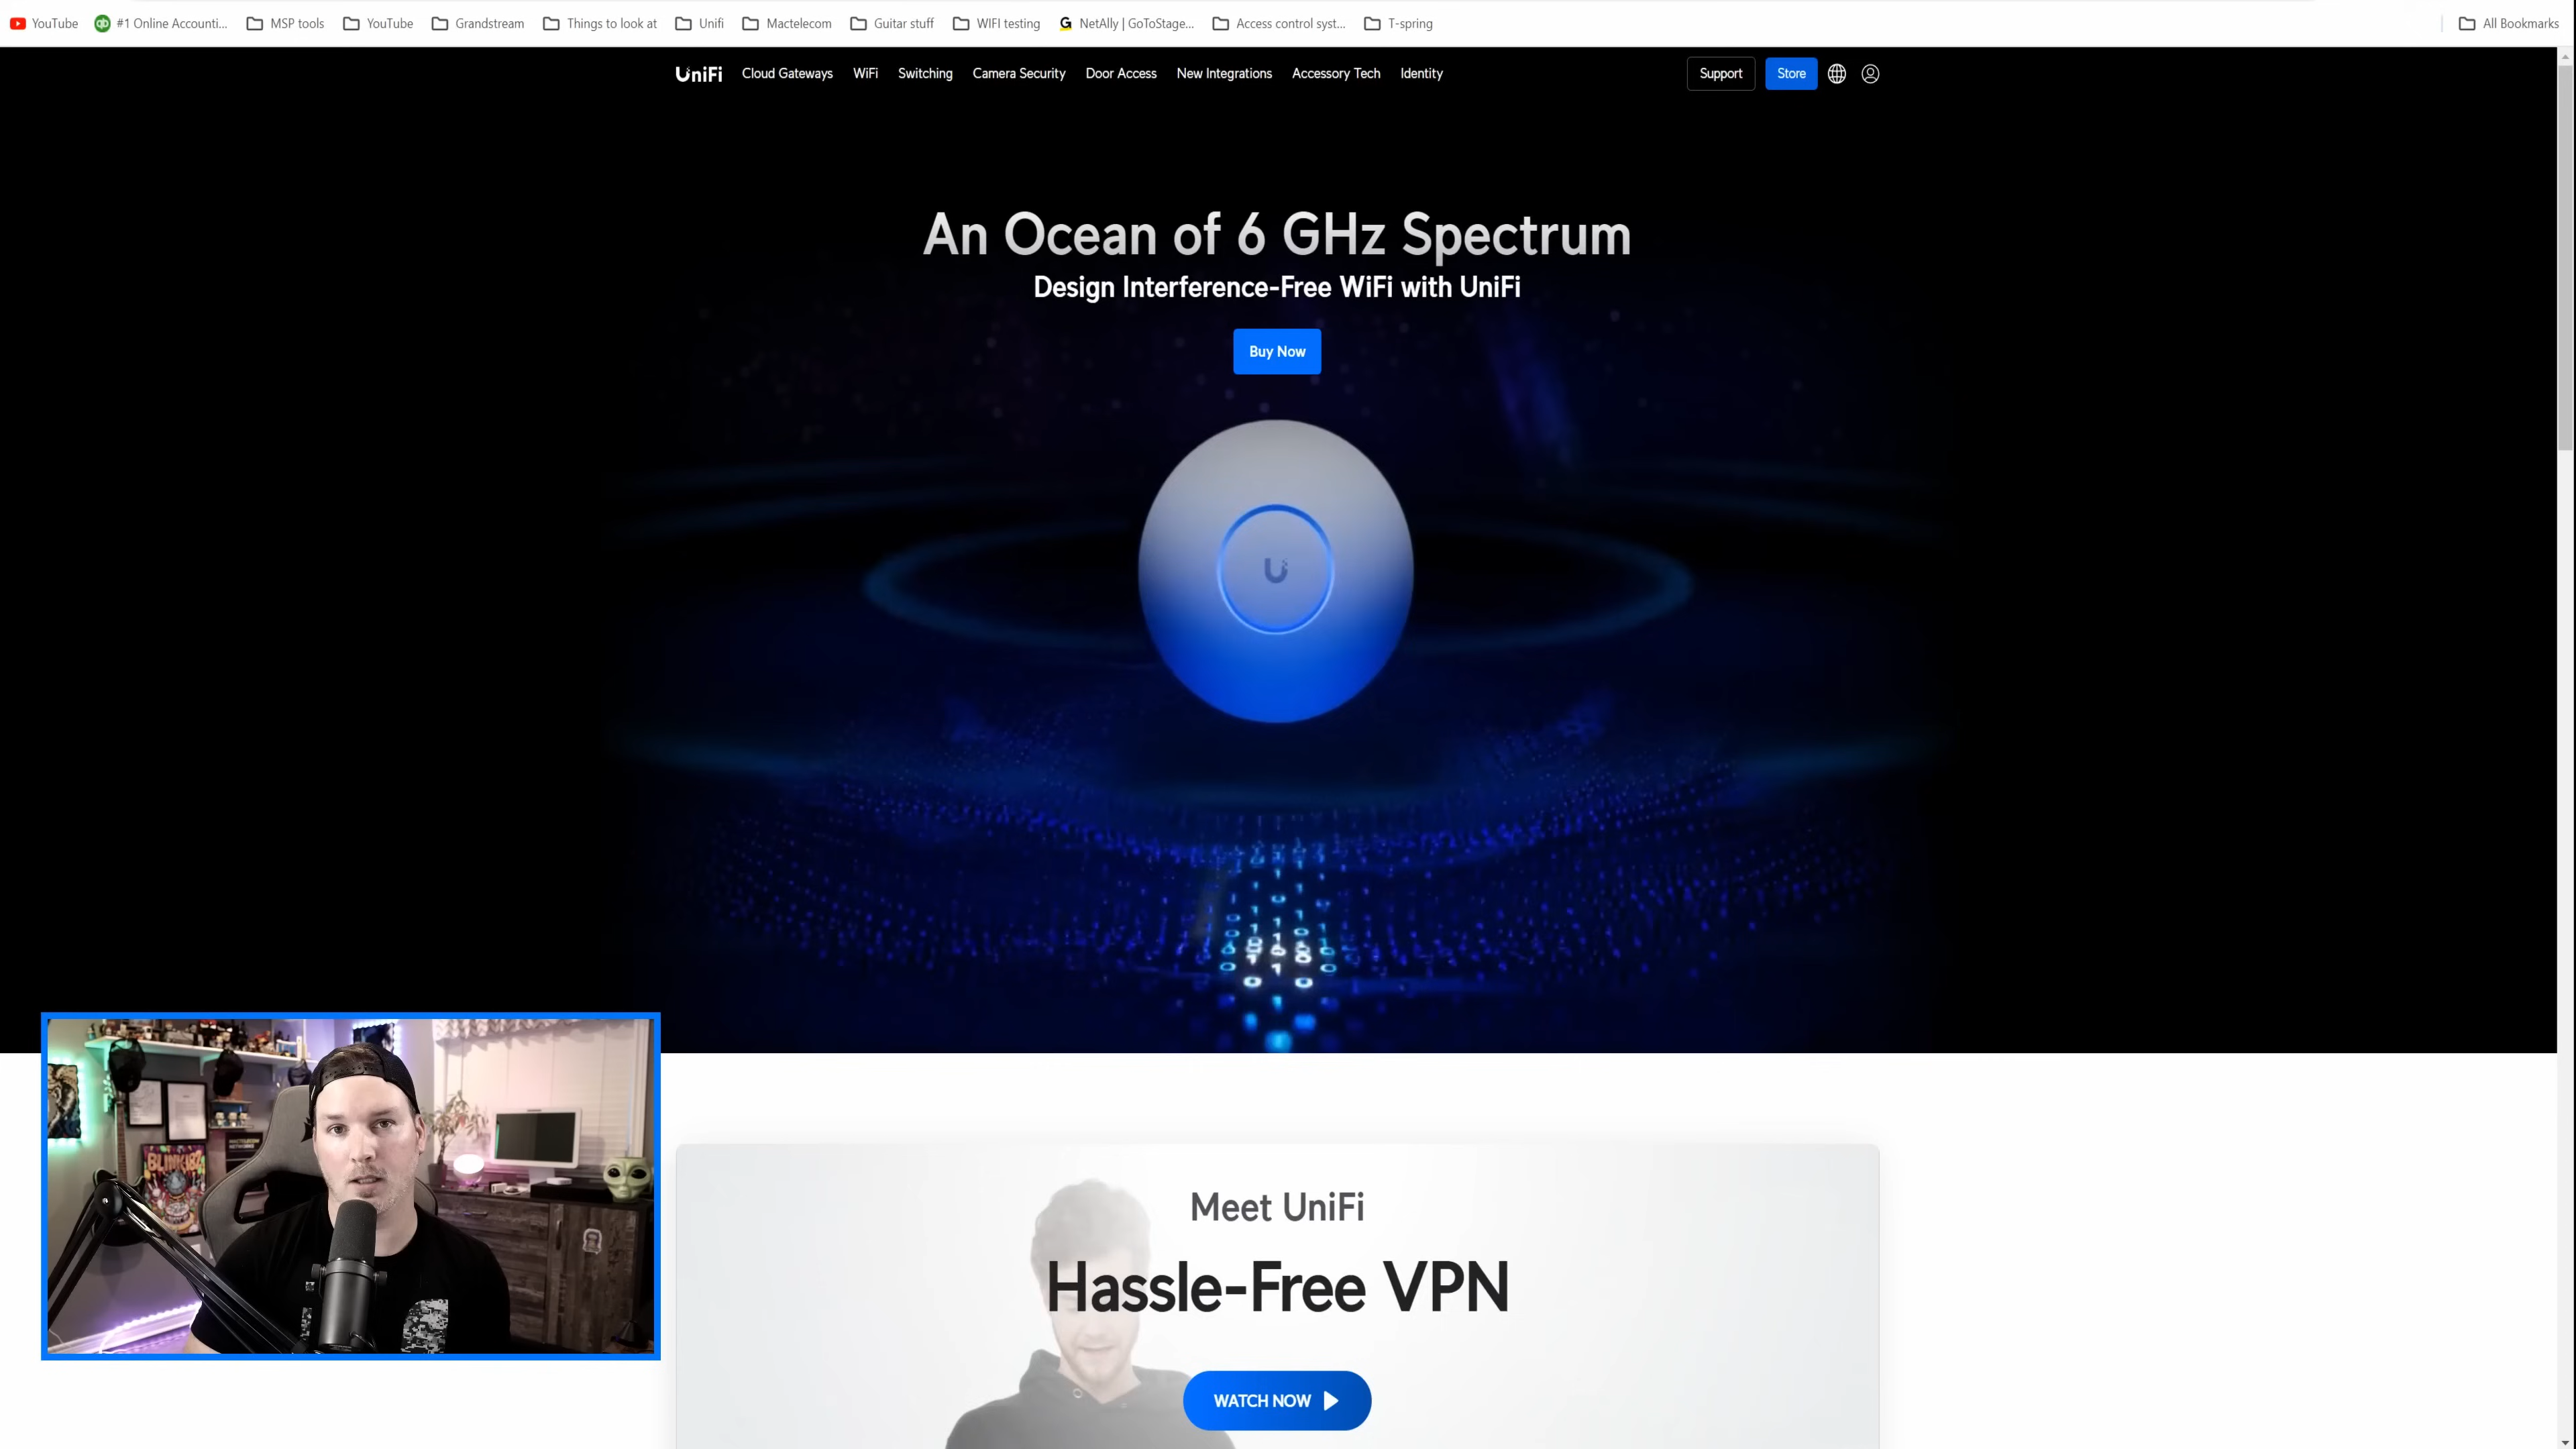 YouTube #1 Online Accounti... MSP tools YouTube Grandstream Things to look at Unifi Mactelecom Guitar stuff WIFI testing NetAlly | GoToStage... Access control syst... T-spring All Bookmarks
UniFi Cloud Gateways WiFi Switching Camera Security Door Access New Integrations Accessory Tech Identity Support Store
An Ocean of 6 GHz Spectrum
Design Interference-Free WiFi with UniFi
Buy Now
U
BLINK182
Meet UniFi
Hassle-Free VPN
WATCH NOW